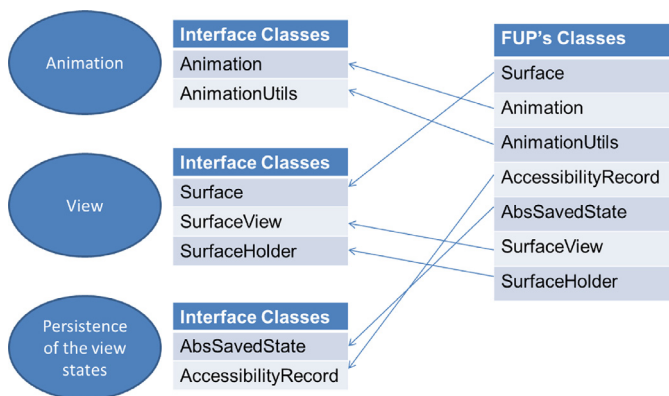 Animation
Interface Classes
Animation
AnimationUtils
View
Interface Classes
Surface
SurfaceView
SurfaceHolder
Persistence
of the view
states
Interface Classes
AbsSavedState
AccessibilityRecord
FUP's Classes
Surface
Animation
AnimationUtils
AccessibilityRecord
AbsSavedState
SurfaceView
SurfaceHolder